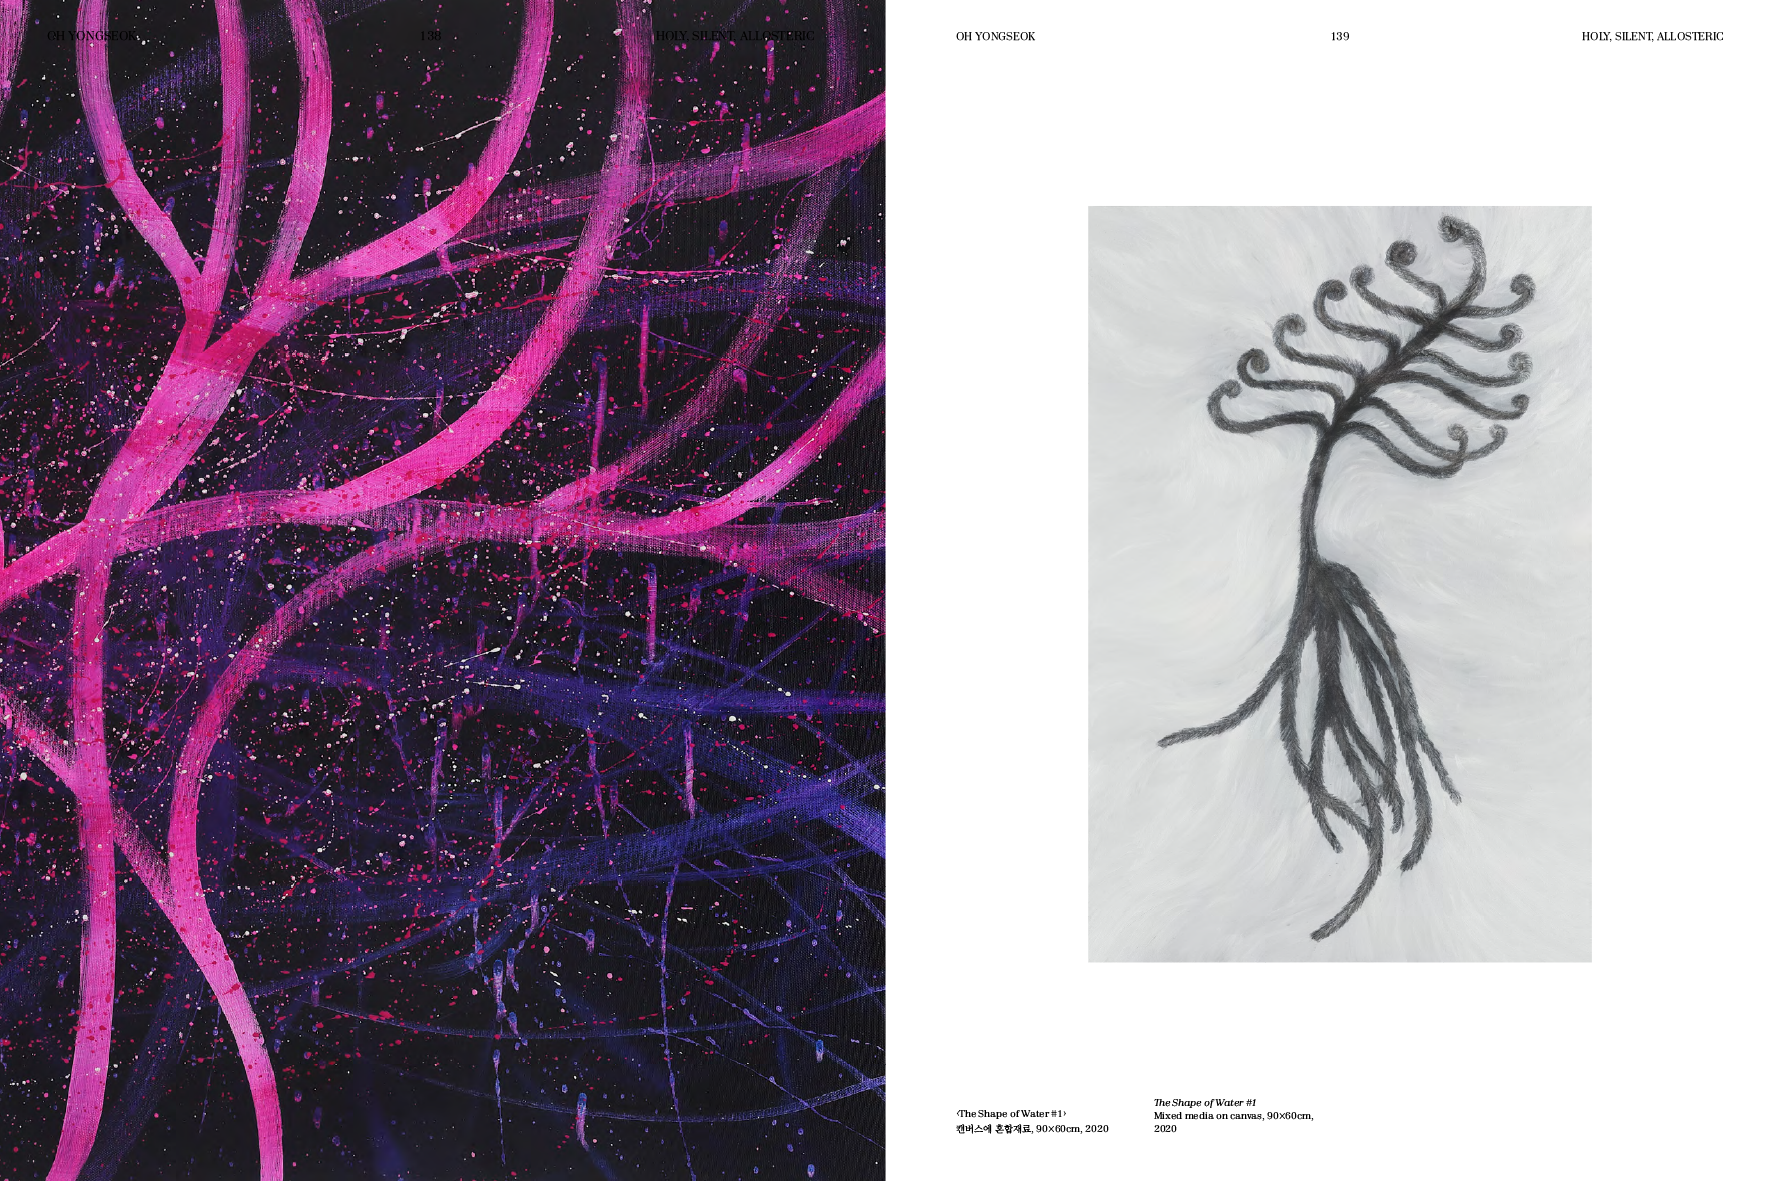 OH YONGSEOK
138
HOLY, SILENT, ALLOSTERIC
OH YONGSEOK
139
HOLY, SILENT, ALLOSTERIC
‹The Shape of Water #1›
캔버스에 혼합재료, 90×60cm, 2020
The Shape of Water #1
Mixed media on canvas, 90×60cm,
2020